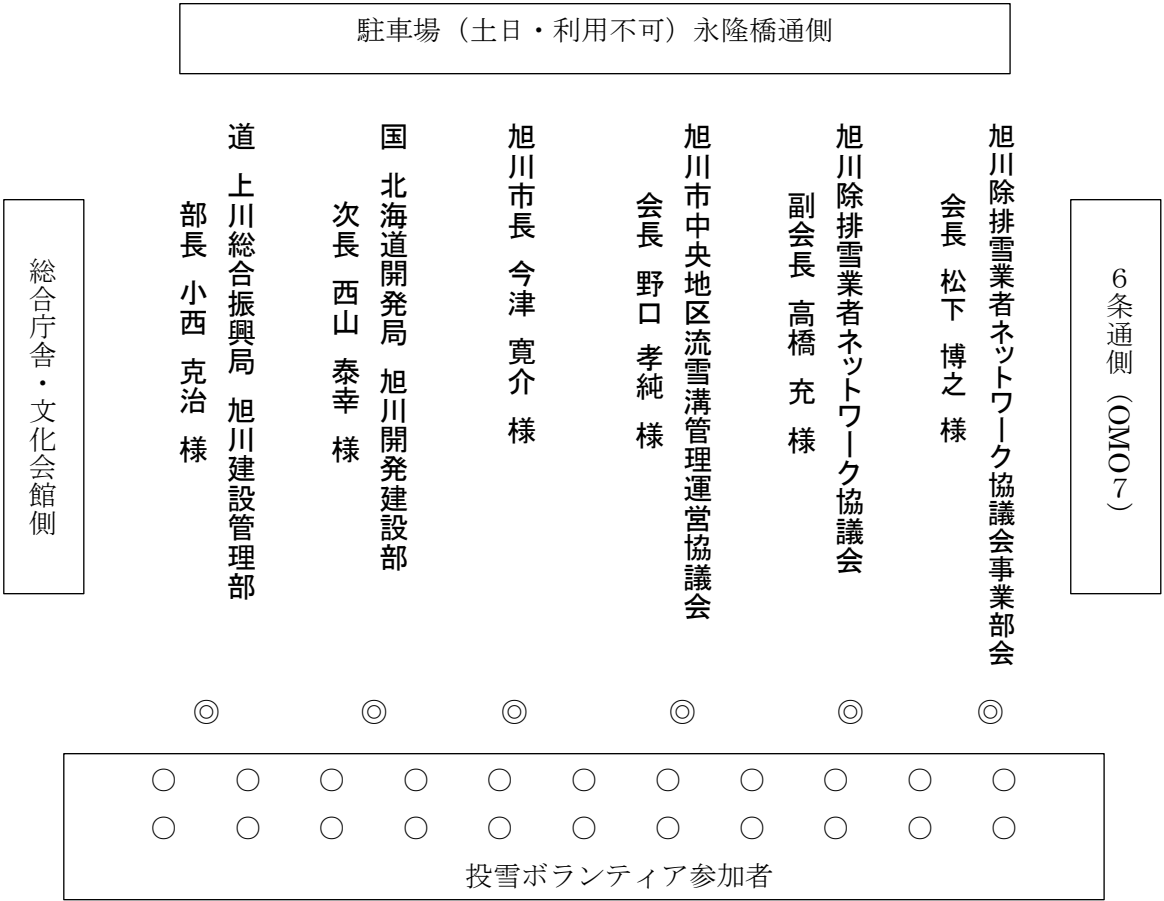 駐車場（土日・利用不可）永隆橋通側
6条通側（OMO７）
旭川除排雪業者ネットワーク協議会事業部会
会長 松下 博之 様
旭川除排雪業者ネットワーク協議会
副会長 高橋 充 様
旭川市中央地区流雪溝管理運営協議会
会長 野口 孝純 様
旭川市長 今津 寛介 様
国 北海道開発局 旭川開発建設部
次長 西山 泰幸 様
道 上川総合振興局 旭川建設管理部
部長 小西 克治 様
総合庁舎・文化会館側
◎ ◎ ◎ ◎ ◎ ◎
○ ○ ○ ○ ○ ○ ○ ○ ○ ○ ○
○ ○ ○ ○ ○ ○ ○ ○ ○ ○ ○
投雪ボランティア参加者